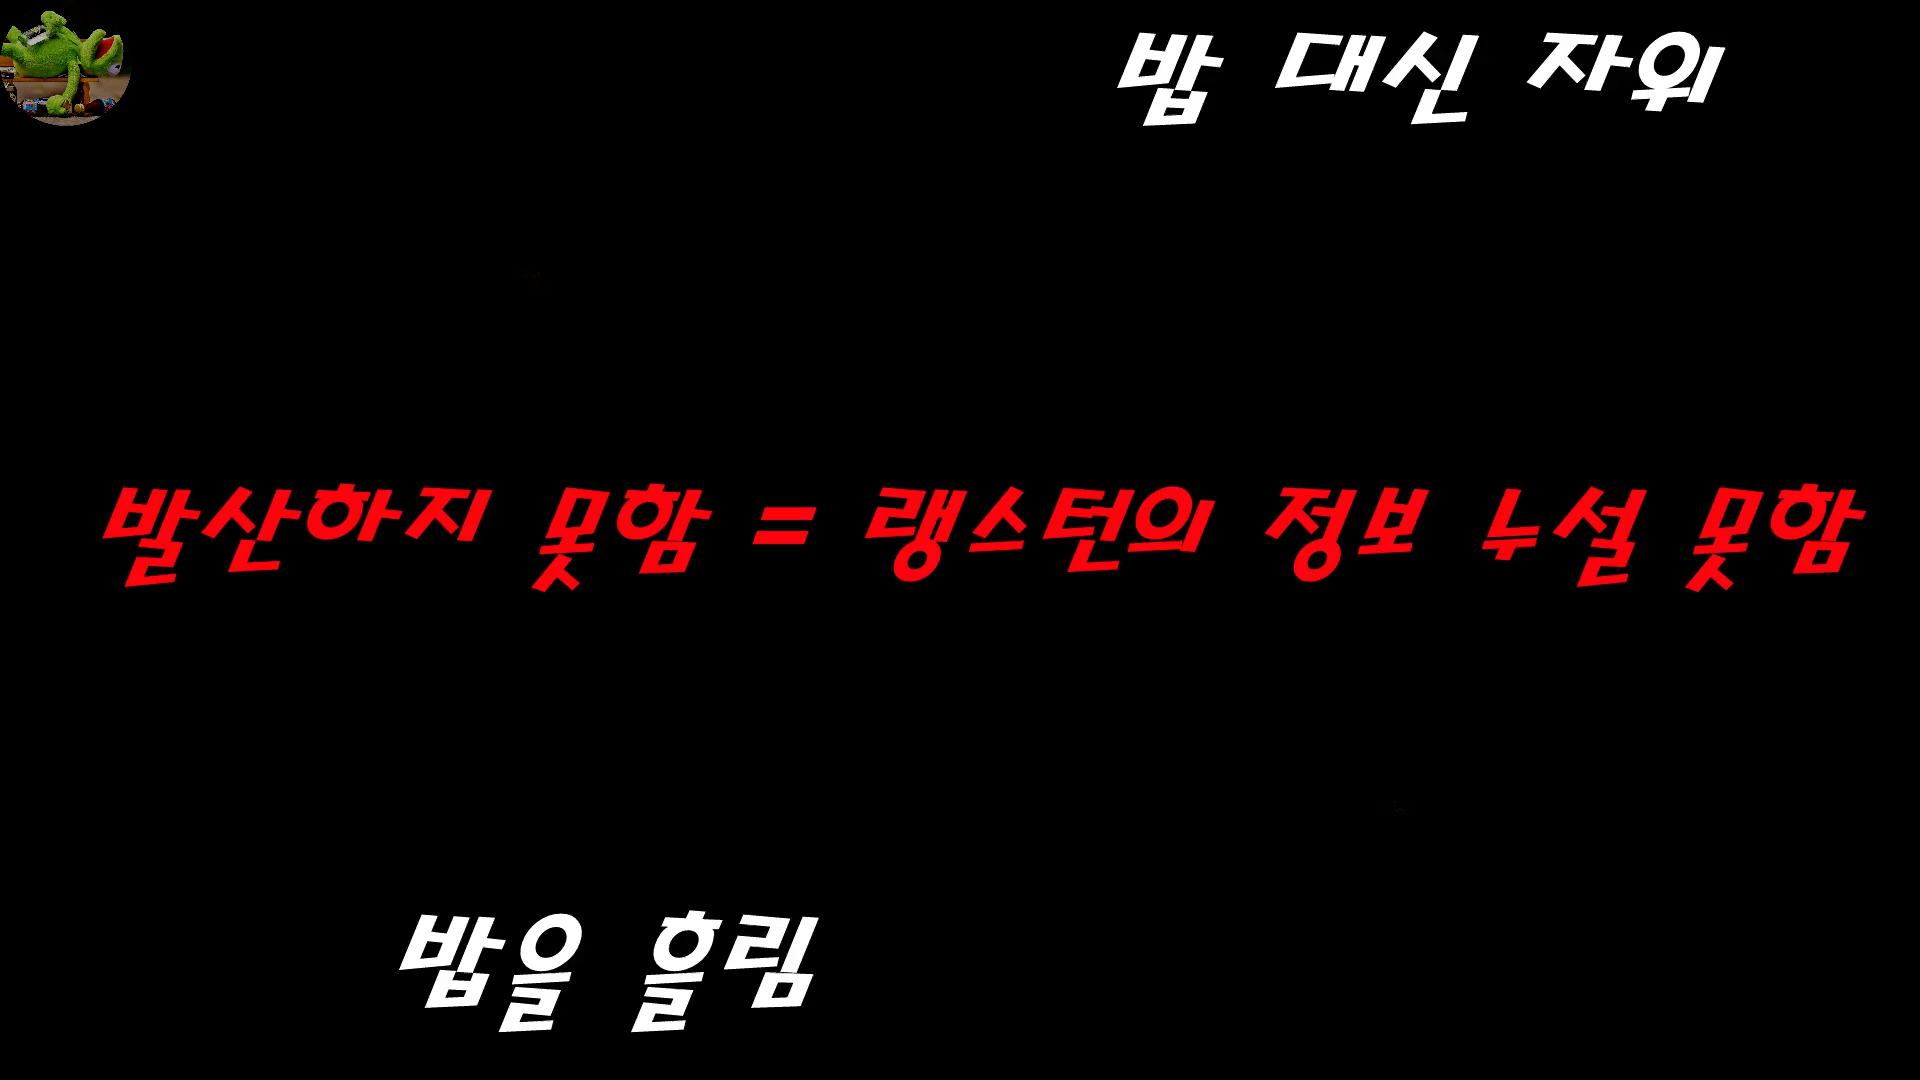 밥 대신 자위
발산하지 못함 = 랭스턴의 정보 누설 못함
밥을 흘림